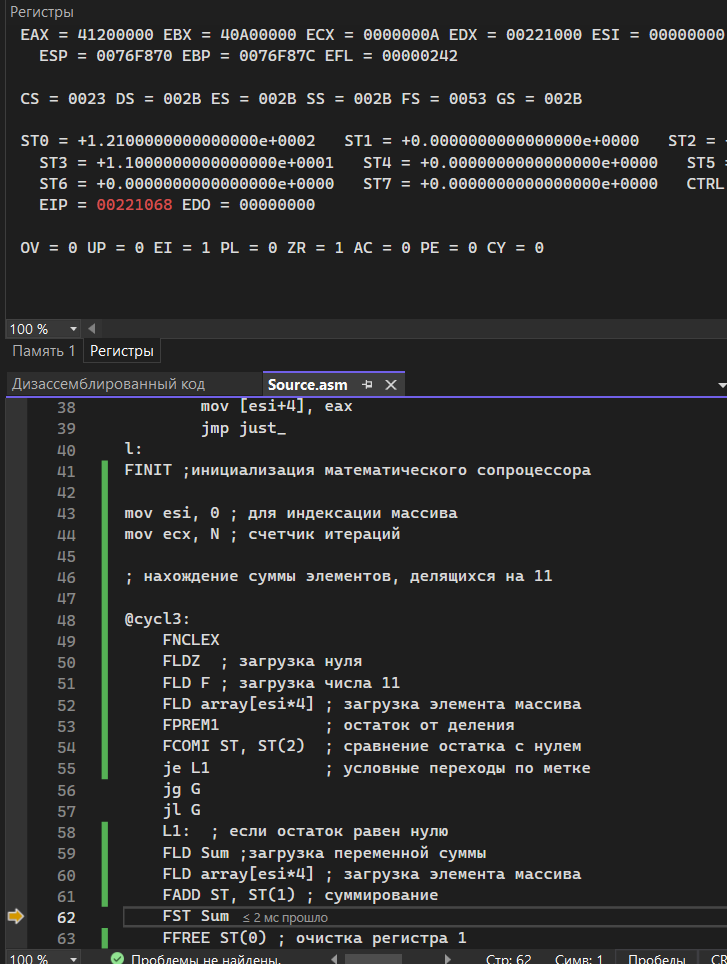 Регистры
EAX = 41200000 EBX = 40A00000 ECX = 0000000A EDX = 00221000 ESI = 00000000
ESP = 0076F870 EBP = 0076F87C EFL = 00000242
CS = 0023 DS = 002B ES = 002B SS = 002B FS = 0053 GS = 002B
ST0 = +1.2100000000000000e+0002 ST1 = +0.0000000000000000e+0000 ST2 =
ST3 = +1.1000000000000000e+0001 ST4 = +0.0000000000000000e+0000 ST5 =
ST6 = +0.0000000000000000e+0000 ST7 = +0.0000000000000000e+0000 CTRL
EIP = 00221068 EDO = 00000000
OV = 0 UP = 0 EI = 1 PL = 0 ZR = 1 AC = 0 PE = 0 CY = 0
100 %
Память 1 Регистры
Дизассемблированный код Source.asm
38 mov [esi+4], eax
39 jmp just_
40 l:
41 FINIT ;инициализация математического сопроцессора
42
43 mov esi, 0 ; для индексации массива
44 mov ecx, N ; счетчик итераций
45
46 ; нахождение суммы элементов, делящихся на 11
47
48 @cycl3:
49 FNCLEX
50 FLDZ ; загрузка нуля
51 FLD F ; загрузка числа 11
52 FLD array[esi*4] ; загрузка элемента массива
53 FPREM1 ; остаток от деления
54 FCOMI ST, ST(2) ; сравнение остатка с нулем
55 je L1 ; условные переходы по метке
56 jg G
57 jl G
58 L1: ; если остаток равен нулю
59 FLD Sum ;загрузка переменной суммы
60 FLD array[esi*4] ; загрузка элемента массива
61 FADD ST, ST(1) ; суммирование
62 FST Sum ≤ 2 мс прошло
63 FFREE ST(0) ; очистка регистра 1
100 % Проблемы не найдены. Стр: 62 Симв: 1 Пробелы